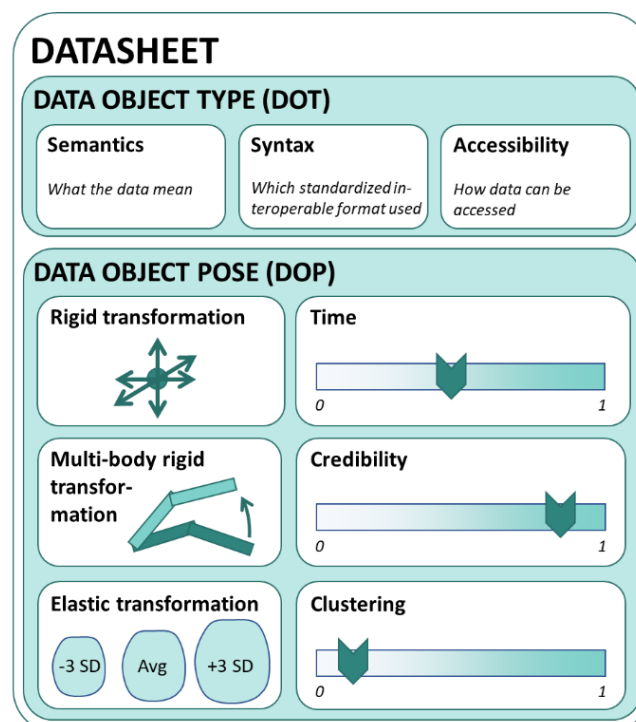 DATASHEET
DATA OBJECT TYPE (DOT)
Semantics
What the data mean
Syntax
Which standardized in-
teroperable format used
Accessibility
How data can be
accessed
DATA OBJECT POSE (DOP)
Rigid transformation
Time
0
1
Multi-body rigid
transfor-
mation
Credibility
0
1
Elastic transformation
-3 SD
Avg
+3 SD
Clustering
0
1